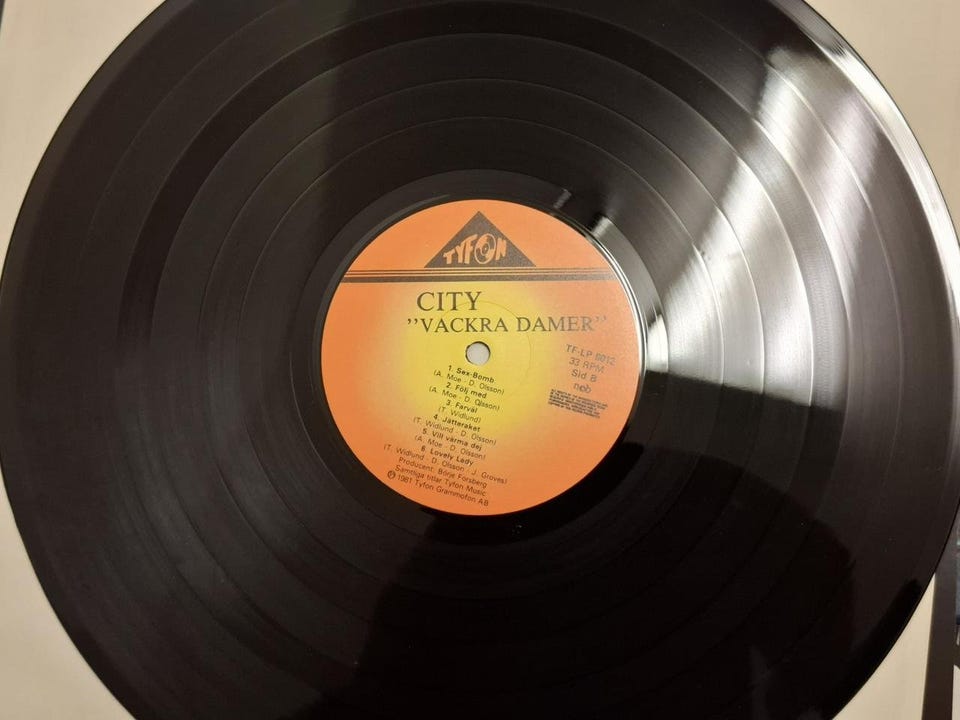 TYFON
CITY
"VACKRA DAMER"
TF-LP 8012
33 RPM
Sid B
ncb
1. Sex-Bomb
(A. Moe - D. Olsson)
2. Följ med
(A. Moe - D. Olsson)
3. Farväl
(T. Widlund)
4. Jätteraket
(T. Widlund - D. Olsson)
5. Vill värma dej
(A. Moe - D. Olsson)
6. Lovely Lady
(T. Widlund - D. Olsson - J. Groves)
Producent: Börje Forsberg
Samtliga titlar Tyfon Music
Ⓟ 1981 Tyfon Grammofon AB